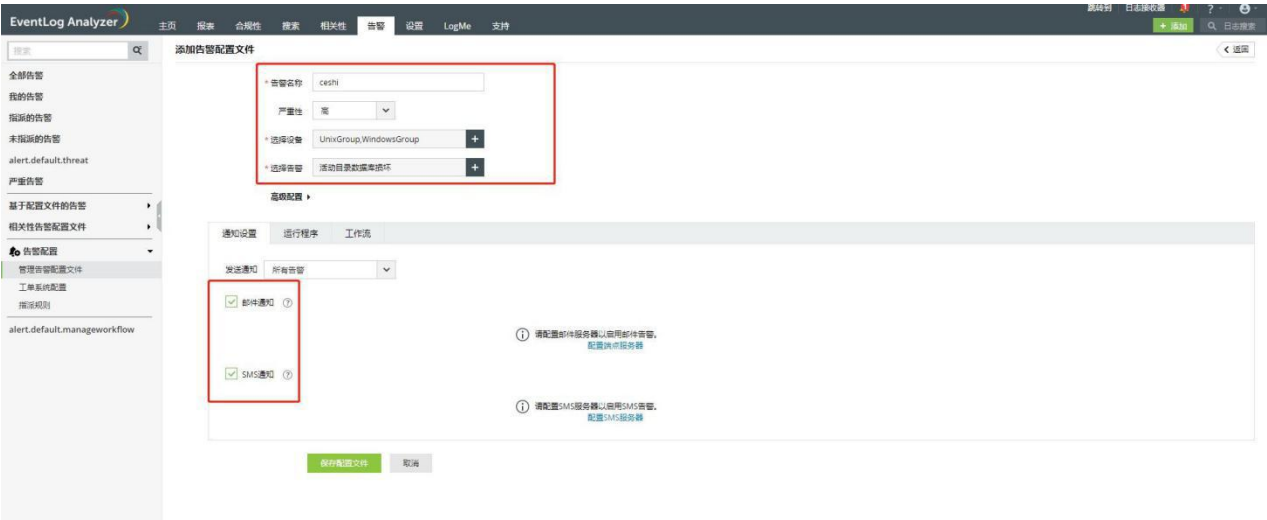 跳转到 日志接收器 ?
EventLog Analyzer 主页 报表 合规性 搜索 相关性 告警 设置 LogMe 支持 + 添加 日志搜索
搜索 添加告警配置文件 返回
全部告警
我的告警
指派的告警
未指派的告警
alert.default.threat
严重告警
基于配置文件的告警
相关性告警配置文件
告警配置
管理告警配置文件
工单系统配置
指派规则
alert.default.manageworkflow
* 告警名称 ceshi
严重性 高
* 选择设备 UnixGroup,WindowsGroup +
* 选择告警 活动目录数据库损坏 +
高级配置
通知设置 运行程序 工作流
发送通知 所有告警
邮件通知 ?
请配置邮件服务器以启用邮件告警。
配置端点服务器
SMS通知 ?
请配置SMS服务器以启用SMS告警。
配置SMS服务器
保存配置文件 取消